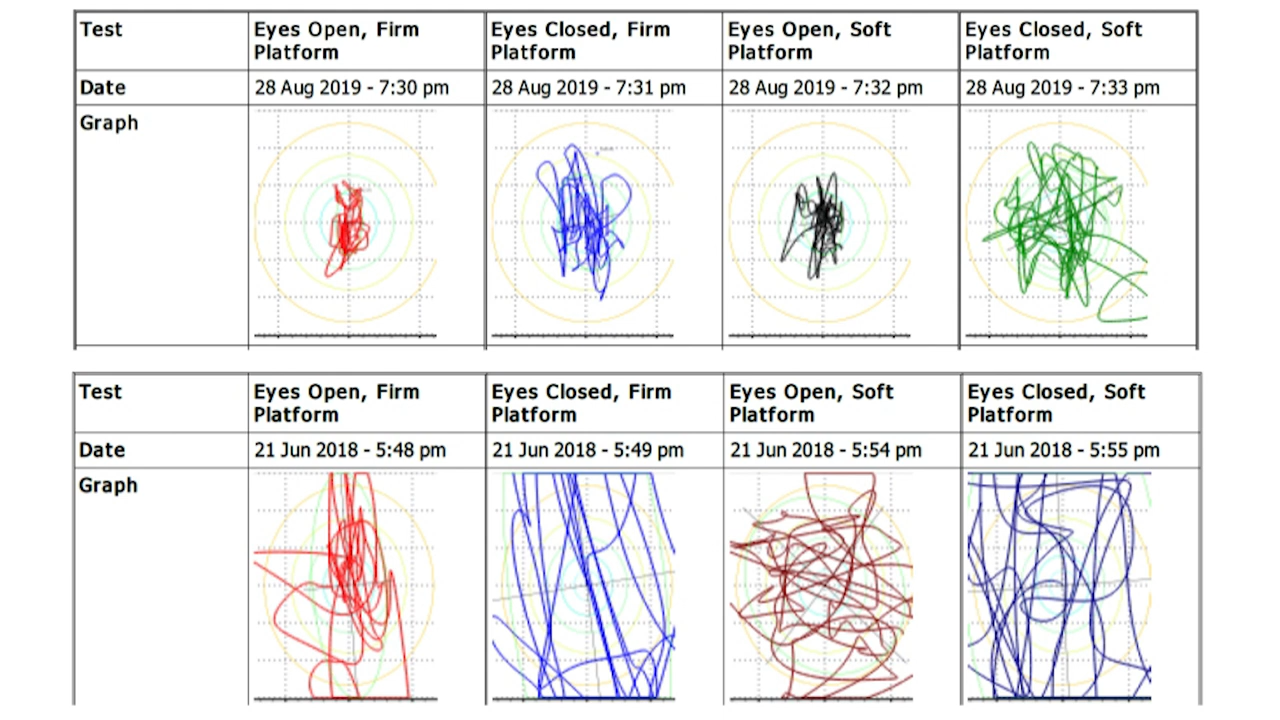 Test
Eyes Open, Firm
Platform
Eyes Closed, Firm
Platform
Eyes Open, Soft
Platform
Eyes Closed, Soft
Platform
Date
28 Aug 2019 - 7:30 pm
28 Aug 2019 - 7:31 pm
28 Aug 2019 - 7:32 pm
28 Aug 2019 - 7:33 pm
Graph
Test
Eyes Open, Firm
Platform
Eyes Closed, Firm
Platform
Eyes Open, Soft
Platform
Eyes Closed, Soft
Platform
Date
21 Jun 2018 - 5:48 pm
21 Jun 2018 - 5:49 pm
21 Jun 2018 - 5:54 pm
21 Jun 2018 - 5:55 pm
Graph